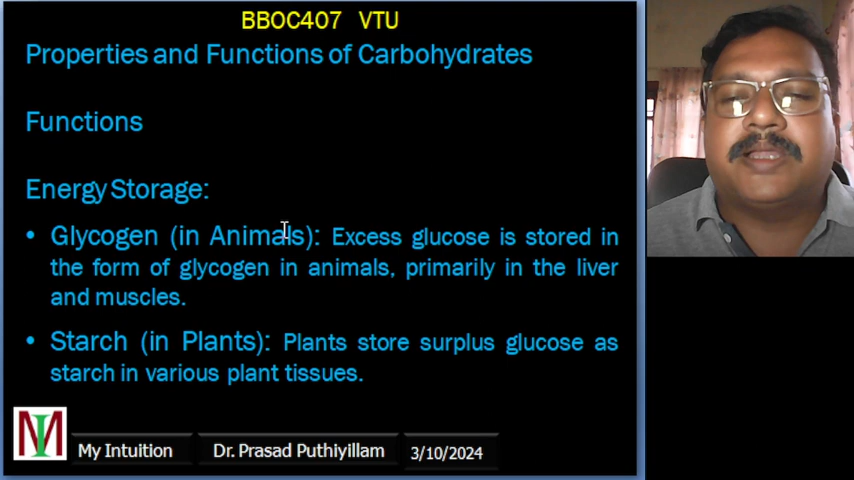 BBOC407 VTU
Properties and Functions of Carbohydrates
Functions
Energy Storage:
• Glycogen (in Animals): Excess glucose is stored in
the form of glycogen in animals, primarily in the liver
and muscles.
• Starch (in Plants): Plants store surplus glucose as
starch in various plant tissues.
MI
My Intuition
Dr. Prasad Puthiyillam
3/10/2024